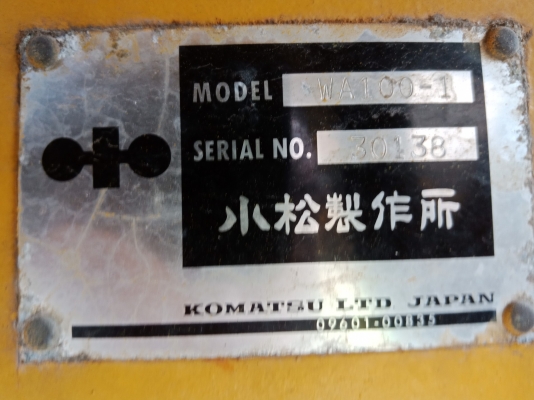 MODEL WA100-1
SERIAL NO. 30138
小松製作所
KOMATSU LTD JAPAN
09601-00835